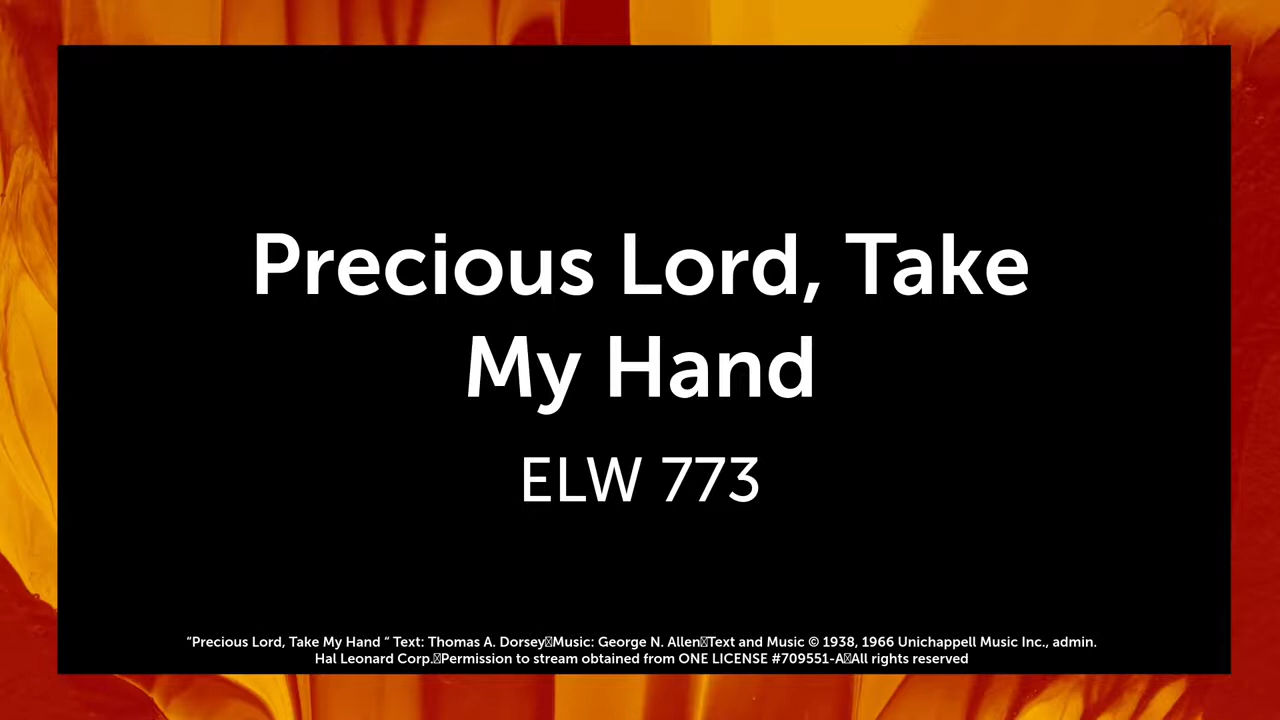 Precious Lord, Take
My Hand
ELW 773
“Precious Lord, Take My Hand “ Text: Thomas A. Dorsey␍Music: George N. Allen␍Text and Music © 1938, 1966 Unichappell Music Inc., admin.
Hal Leonard Corp.␍Permission to stream obtained from ONE LICENSE #709551-A␍All rights reserved